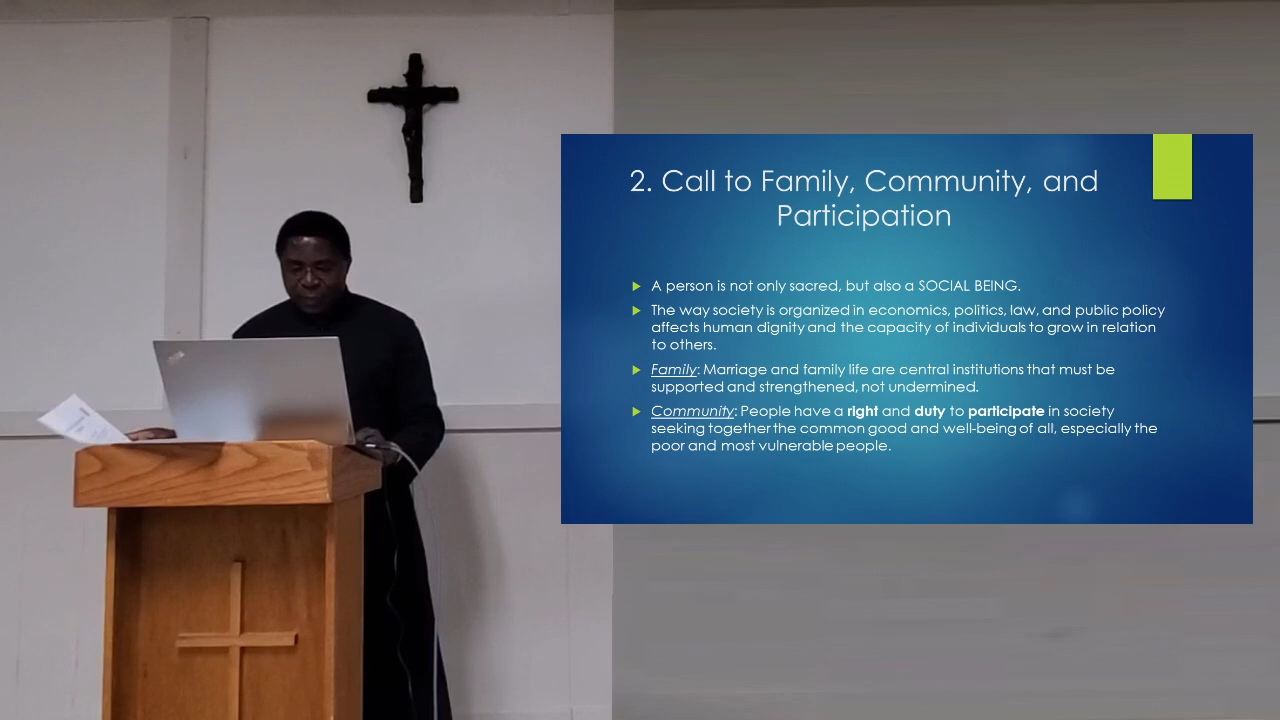 2. Call to Family, Community, and
Participation
A person is not only sacred, but also a SOCIAL BEING.
The way society is organized in economics, politics, law, and public policy
affects human dignity and the capacity of individuals to grow in relation
to others.
Family: Marriage and family life are central institutions that must be
supported and strengthened, not undermined.
Community: People have a right and duty to participate in society
seeking together the common good and well-being of all, especially the
poor and most vulnerable people.